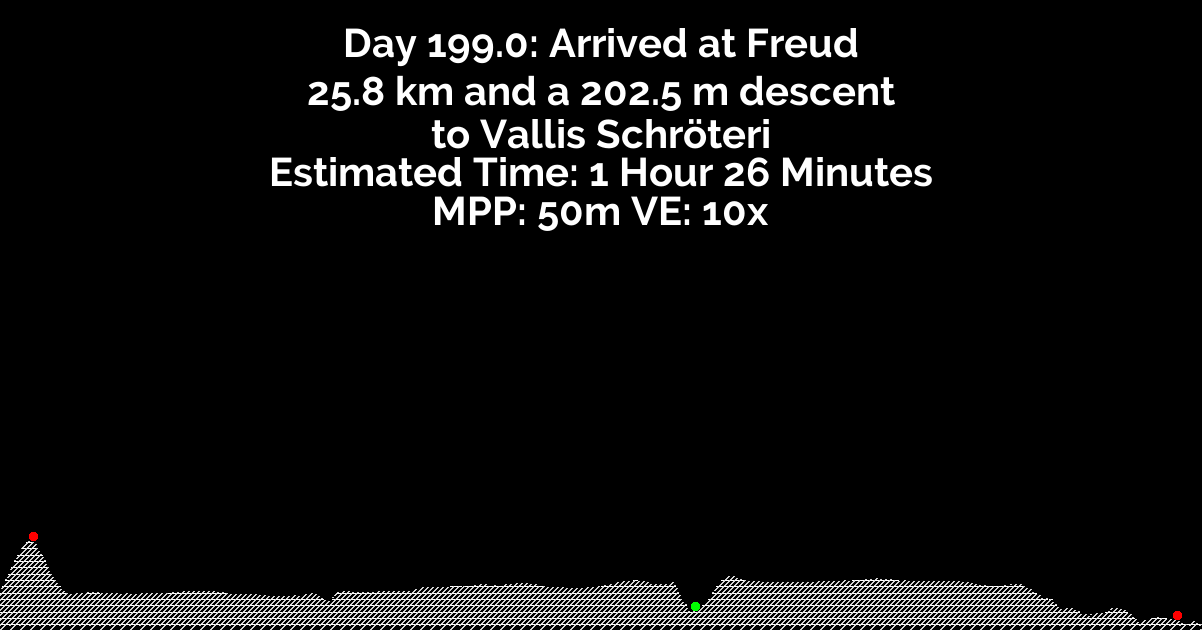 Day 199.0: Arrived at Freud
25.8 km and a 202.5 m descent
to Vallis Schröteri
Estimated Time: 1 Hour 26 Minutes
MPP: 50m VE: 10x